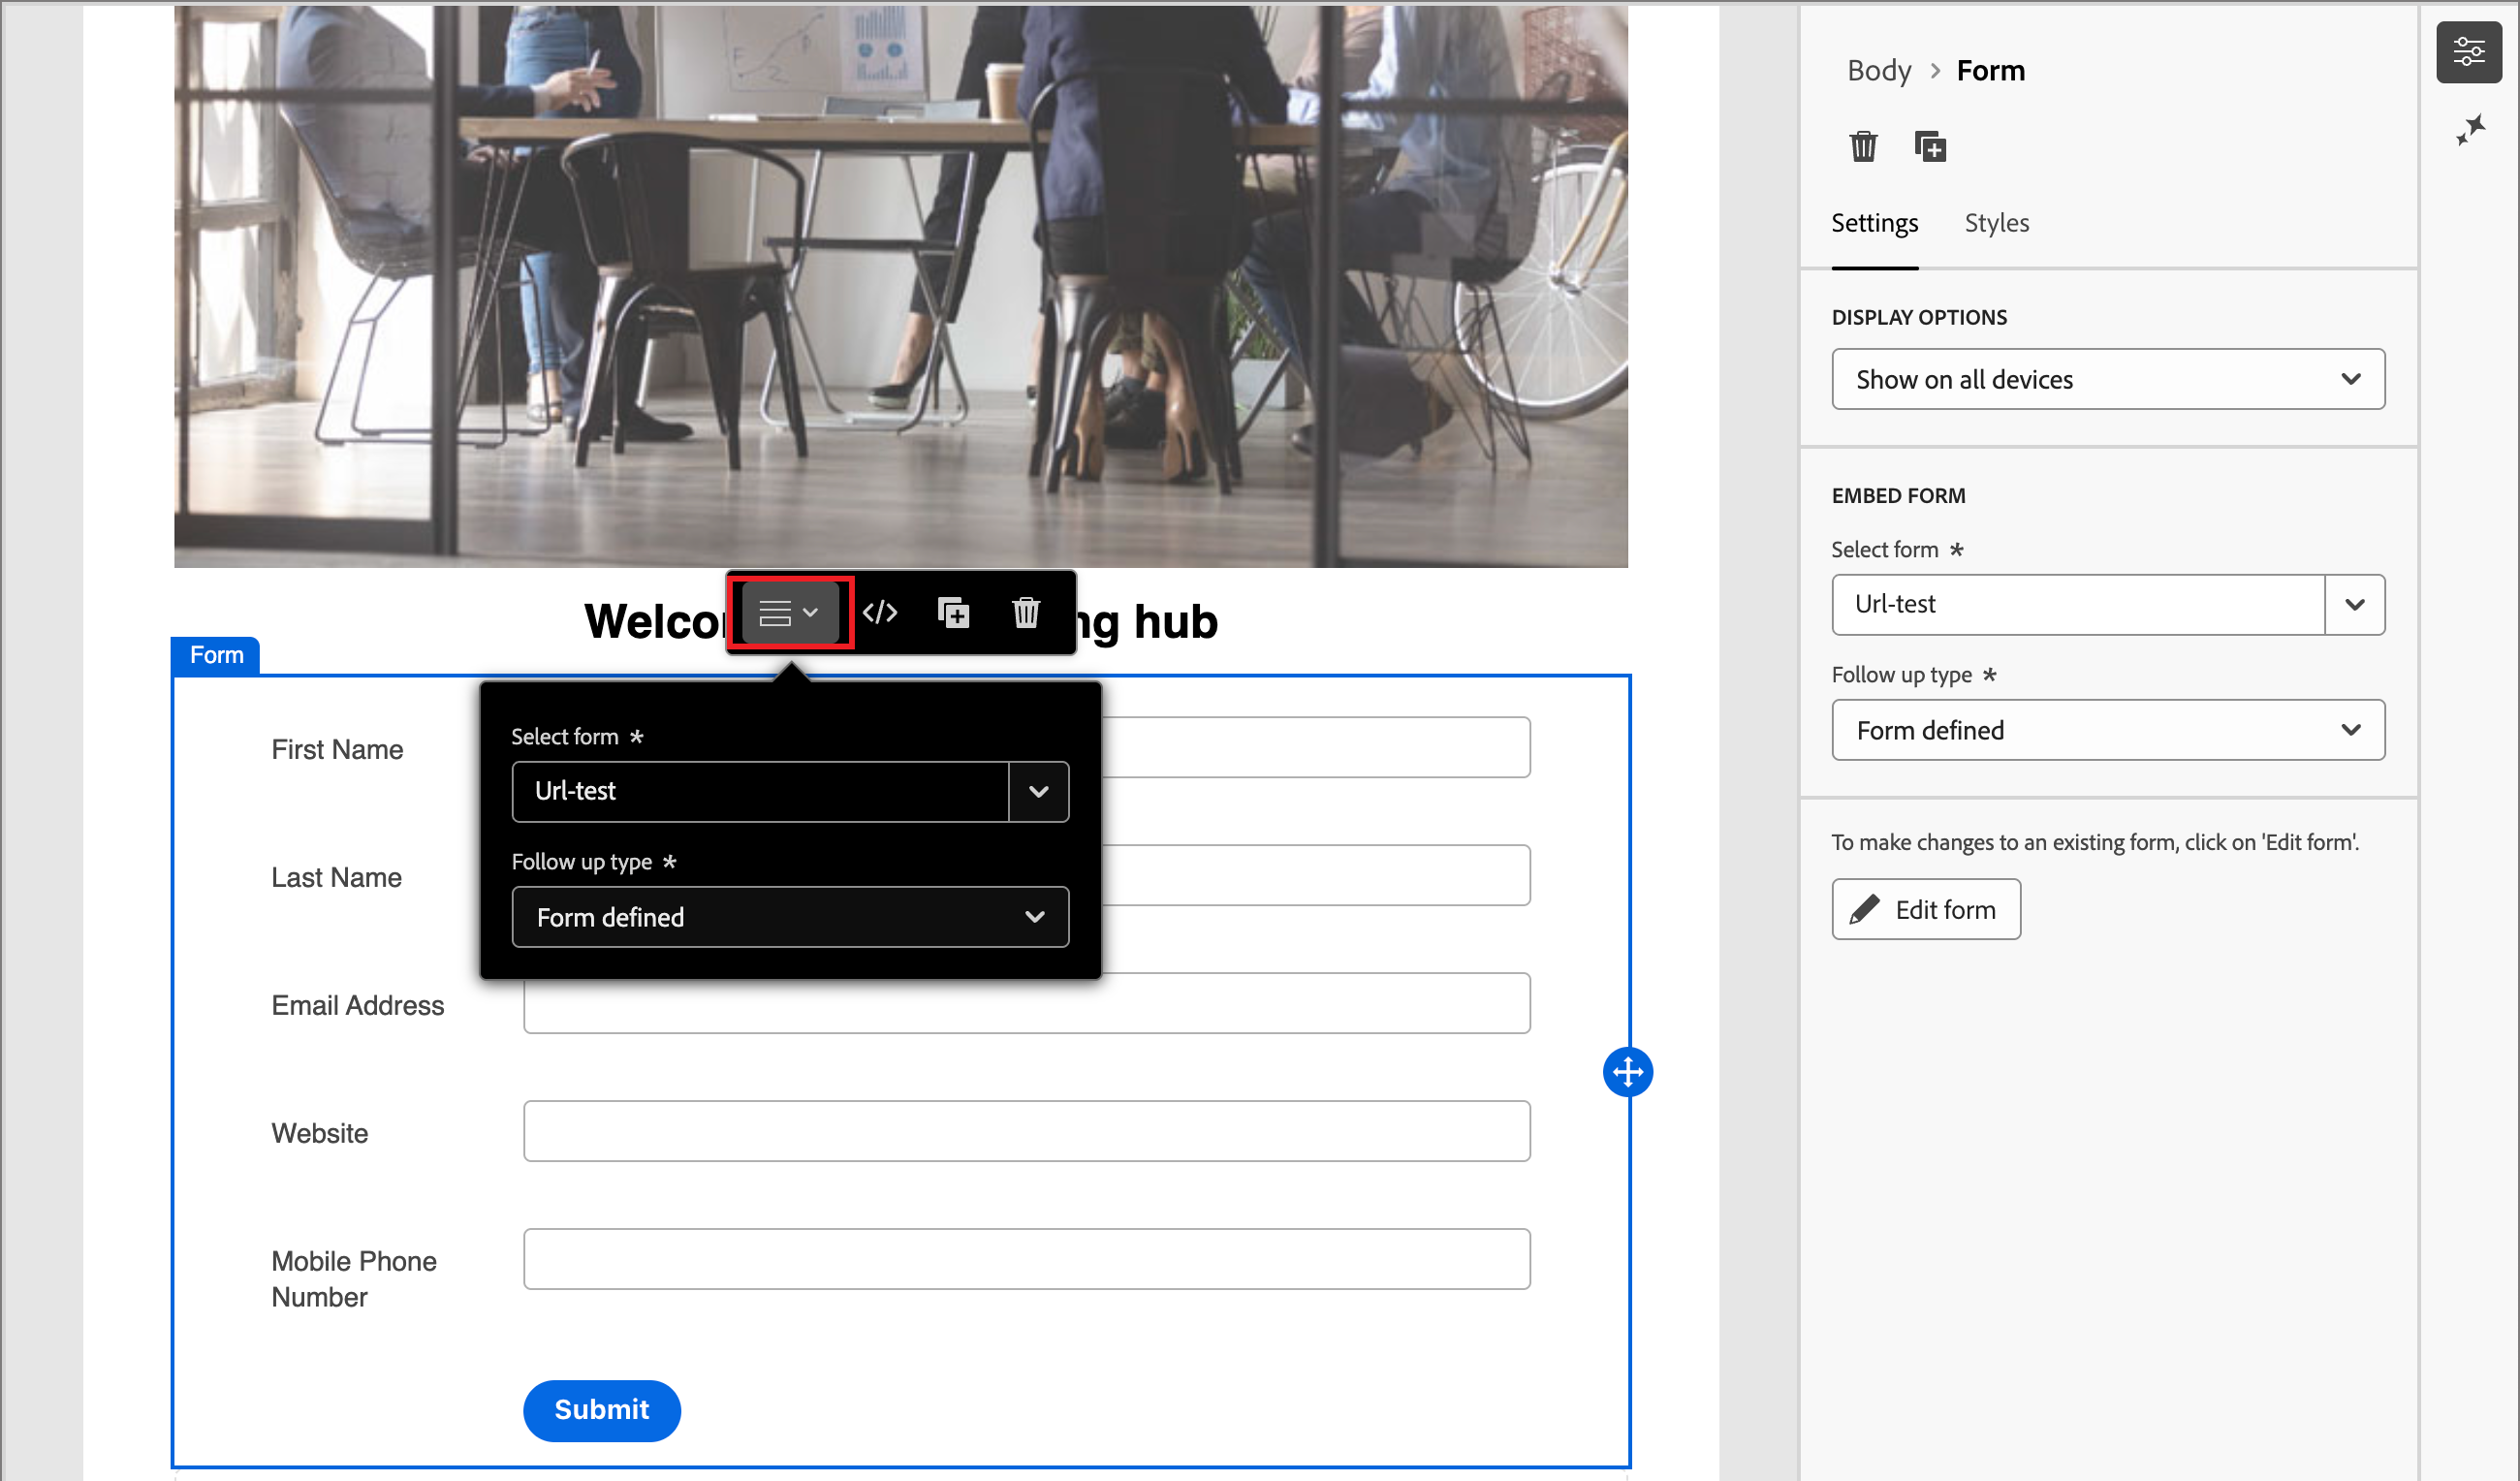 Body > Form
Settings Styles
DISPLAY OPTIONS
Show on all devices
EMBED FORM
Select form *
Url-test
Follow up type *
Form defined
To make changes to an existing form, click on 'Edit form'.
Edit form
Welco ng hub
Form
Select form *
Url-test
Follow up type *
Form defined
First Name
Last Name
Email Address
Website
Mobile Phone
Number
Submit